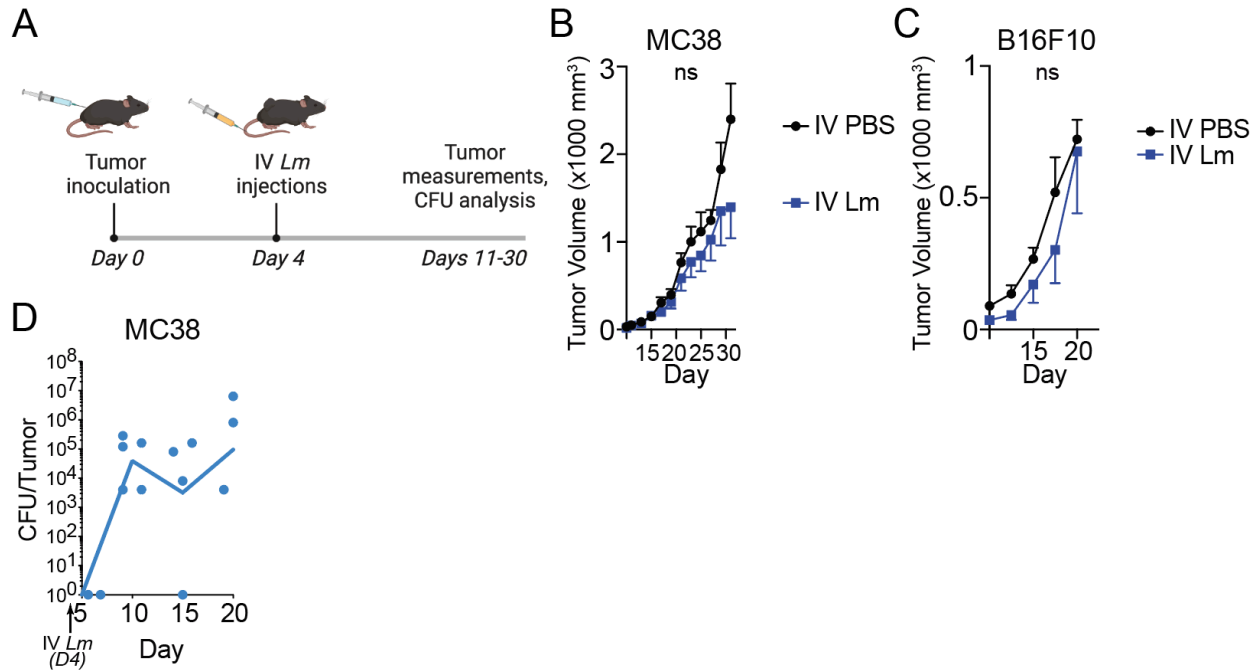 A
Tumor
inoculation
IV Lm
injections
Tumor
measurements,
CFU analysis
Day 0
Day 4
Days 11-30
B
MC38
ns
Tumor Volume (x1000 mm³)
3
2
1
0
15 20 25 30
Day
IV PBS
IV Lm
C
B16F10
ns
Tumor Volume (x1000 mm³)
1
0.5
0
15 20
Day
IV PBS
IV Lm
D
MC38
CFU/Tumor
10⁸
10⁷
10⁶
10⁵
10⁴
10³
10²
10¹
10⁰
5 10 15 20
IV Lm
(D4)
Day